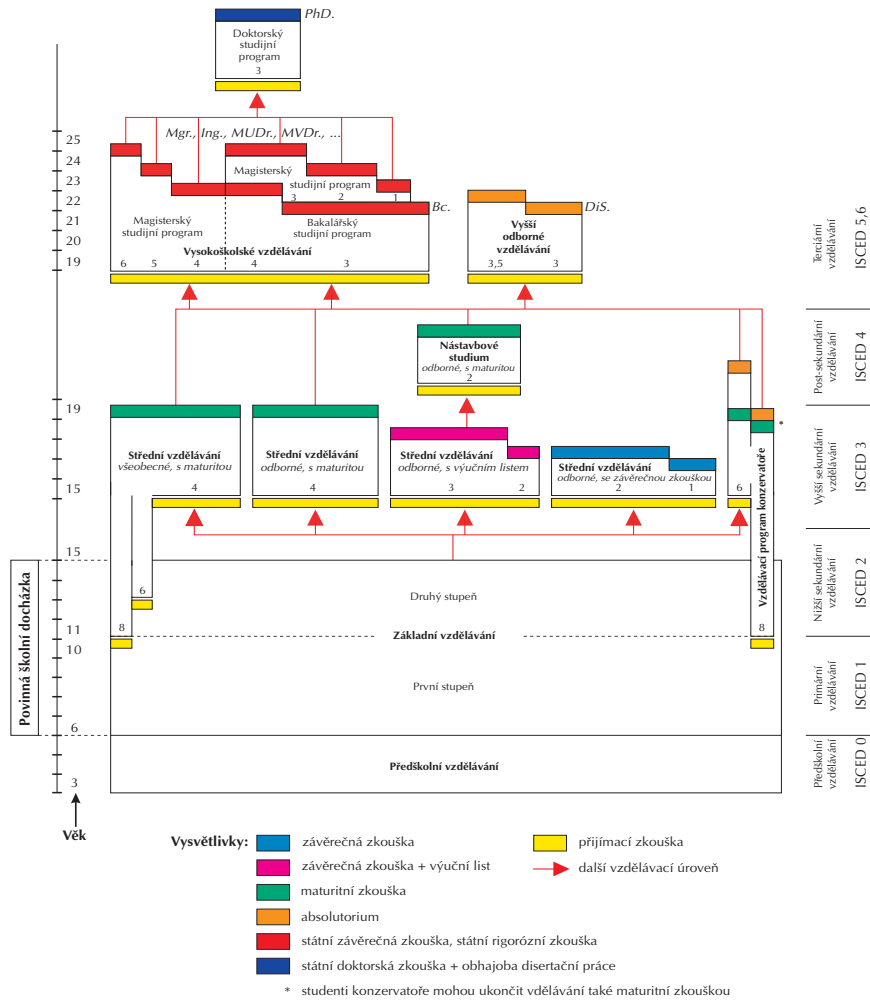 PhD.
Doktorský
studijní
program
3
Mgr., Ing., MUDr., MVDr., ...
25
24
23
22
21
20
19
Magisterský
studijní program
3 2 1
Bc.
DiS.
Magisterský
studijní program
Bakalářský
studijní program
Vysokoškolské vzdělávání
6 5 4 4 3
Vyšší
odborné
vzdělávání
3,5 3
Terciární
vzdělávání
ISCED 5,6
Nástavbové
studium
odborné, s maturitou
2
Post-sekundární
vzdělávání
ISCED 4
19
18
17
16
15
Střední vzdělávání
všeobecné, s maturitou
4
Střední vzdělávání
odborné, s maturitou
4
Střední vzdělávání
odborné, s výučním listem
3 2
Střední vzdělávání
odborné, se závěrečnou zkouškou
2 1
6
*
Vzdělávací program konzervatoře
8
Vyšší sekundární
vzdělávání
ISCED 3
15
11
10
6
3
Povinná školní docházka
6
8
Druhý stupeň
Základní vzdělávání
První stupeň
Předškolní vzdělávání
Nižší sekundární
vzdělávání
ISCED 2
Primární
vzdělávání
ISCED 1
Předškolní
vzdělávání
ISCED 0
Věk
Vysvětlivky:
závěrečná zkouška
závěrečná zkouška + výuční list
maturitní zkouška
absolutorium
státní závěrečná zkouška, státní rigorózní zkouška
státní doktorská zkouška + obhajoba disertační práce
* studenti konzervatoře mohou ukončit vdělávání také maturitní zkouškou
přijímací zkouška
další vzdělávací úroveň